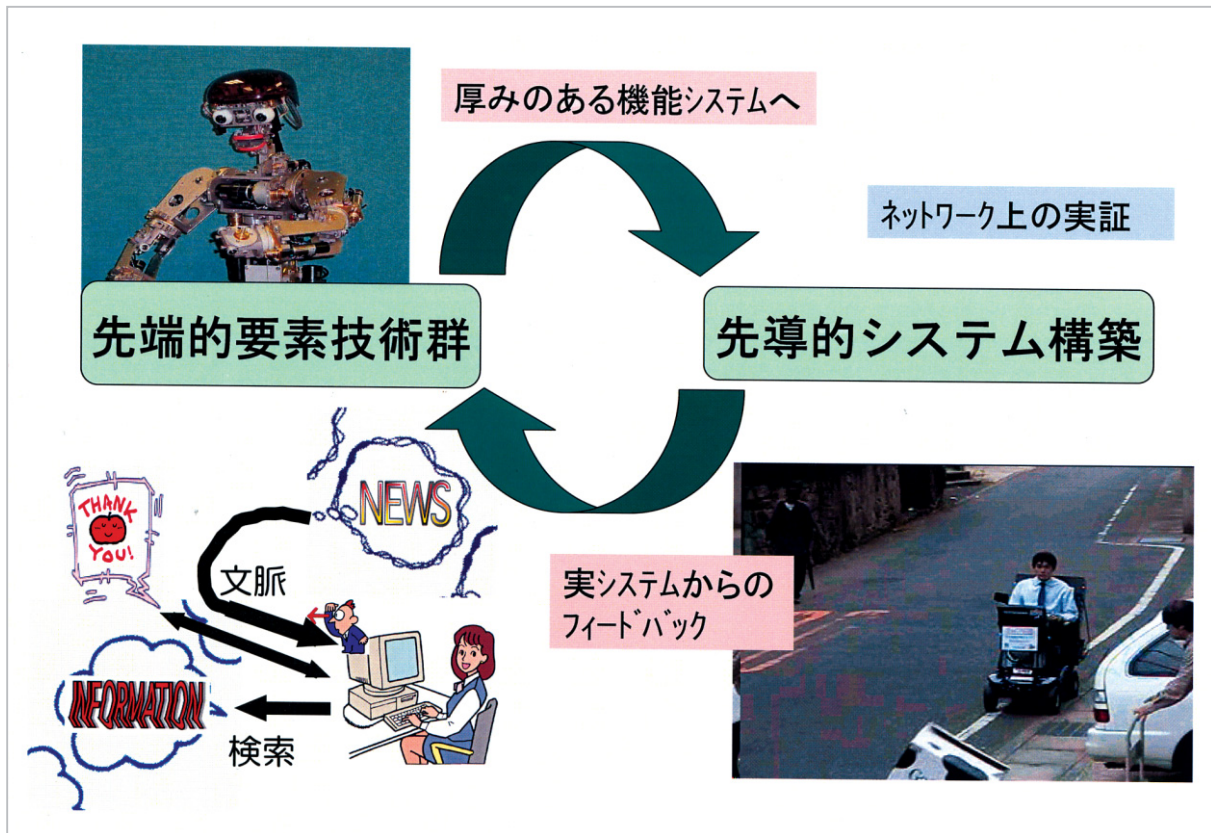 厚みのある機能システムへ
ネットワーク上の実証
先端的要素技術群
先導的システム構築
NEWS
THANK
YOU!
文脈
実システムからの
フィードバック
INFORMATION
検索